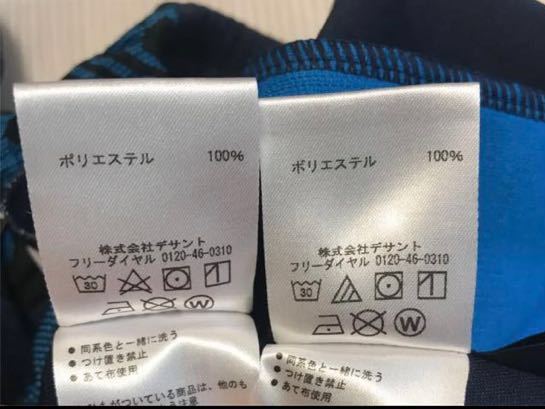 ポリエステル 100%
株式会社デサント
フリーダイヤル 0120-46-0310
30
W
● 同系色と一緒に洗う
● つけ置き禁止
● あて布使用
ポリエステル 100%
株式会社デサント
フリーダイヤル 0120-46-0310
30
W
● 同系色と一緒に洗う
● つけ置き禁止
● あて布使用